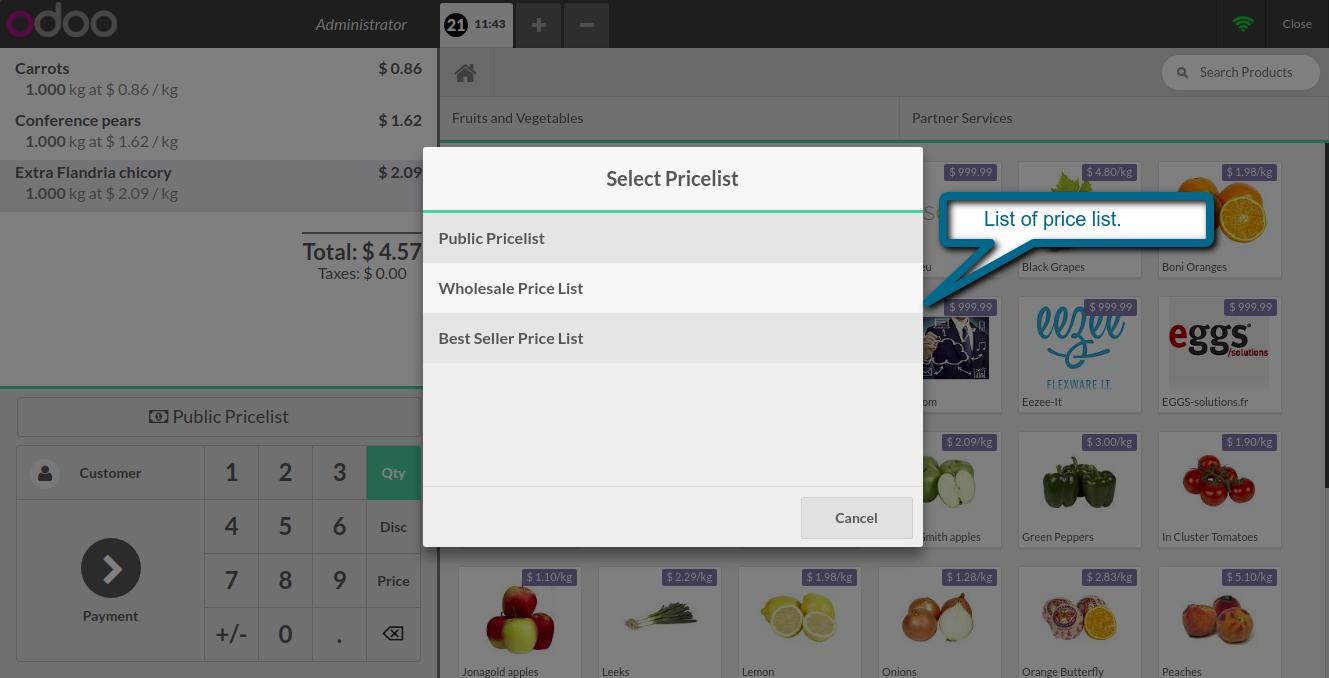 odoo
Administrator
21 11:43
+
−
Close
Carrots $ 0.86
1.000 kg at $ 0.86 / kg
Conference pears $ 1.62
1.000 kg at $ 1.62 / kg
Extra Flandria chicory $ 2.09
1.000 kg at $ 2.09 / kg
Total: $ 4.57
Taxes: $ 0.00
Public Pricelist
Customer
1 2 3 Qty
4 5 6 Disc
7 8 9 Price
+/- 0 .
Payment
Search Products
Fruits and Vegetables
Partner Services
Select Pricelist
Public Pricelist
Wholesale Price List
Best Seller Price List
Cancel
List of price list.
$ 999.99
$ 4.80/kg
Black Grapes
$ 1.98/kg
Boni Oranges
$ 999.99
$ 999.99
eezee
FLEXWARE I.T.
Eezee-It
$ 999.99
eggs
/solutions
EGGS-solutions.fr
$ 2.09/kg
apples
$ 3.00/kg
Green Peppers
$ 1.90/kg
In Cluster Tomatoes
$ 1.10/kg
Jonagold apples
$ 2.29/kg
Leeks
$ 1.98/kg
Lemon
$ 1.28/kg
Onions
$ 2.83/kg
Orange Butterfly
$ 5.10/kg
Peaches